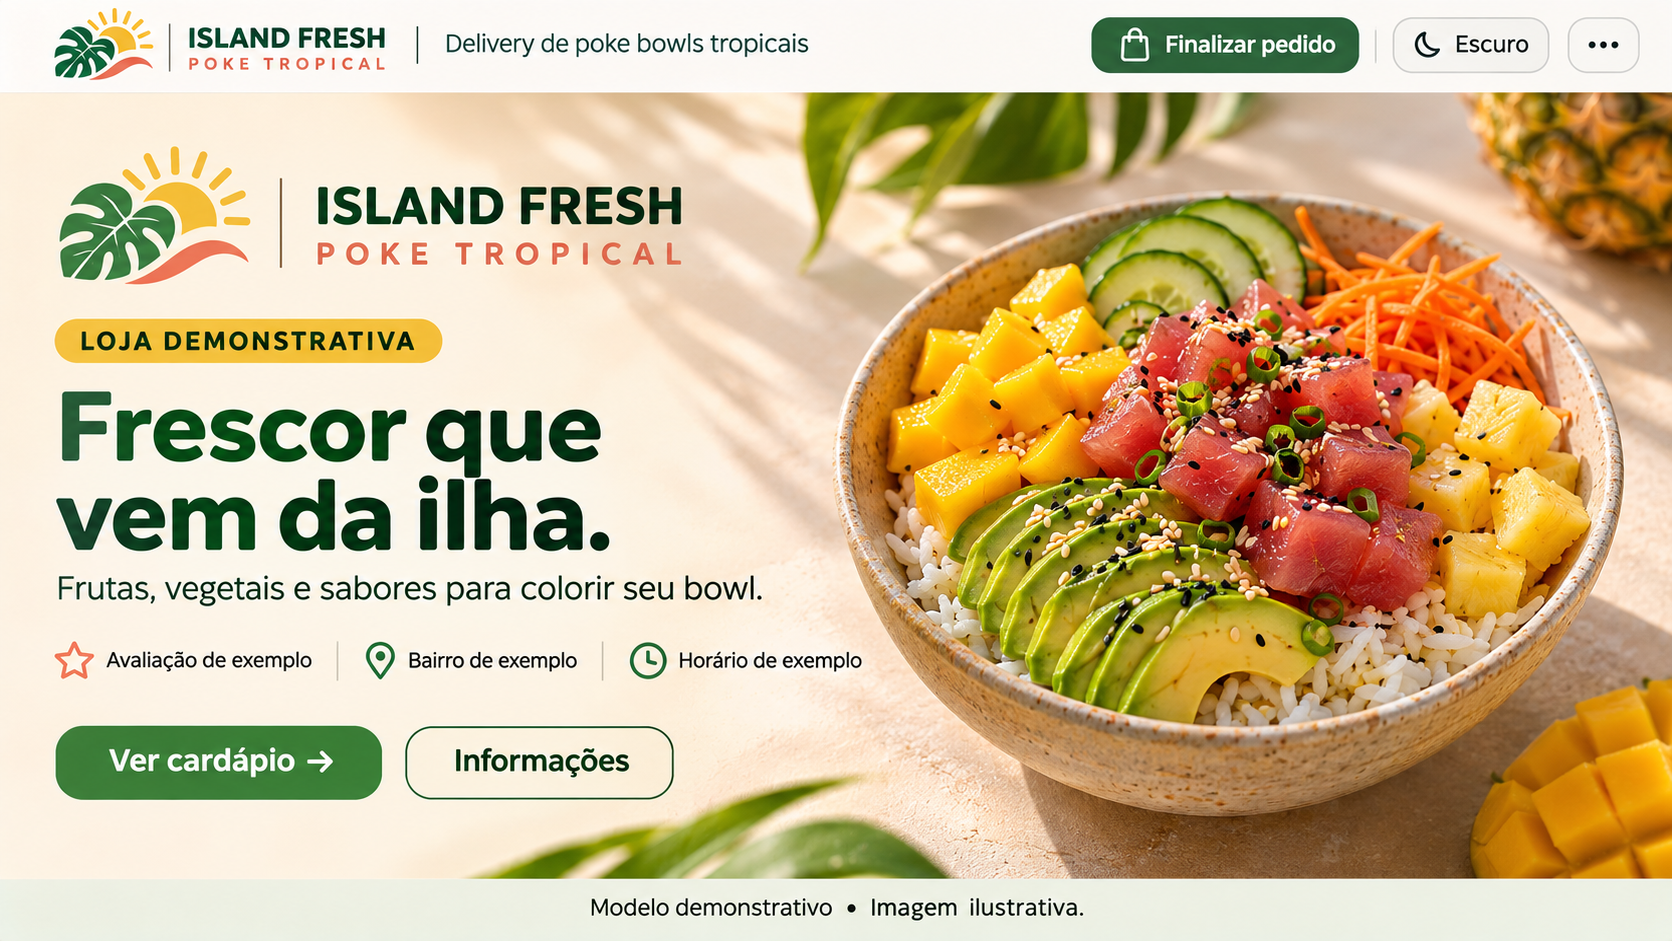 ISLAND FRESH
POKE TROPICAL
Delivery de poke bowls tropicais
Finalizar pedido
Escuro
ISLAND FRESH
POKE TROPICAL
LOJA DEMONSTRATIVA
Frescor que
vem da ilha.
Frutas, vegetais e sabores para colorir seu bowl.
Avaliação de exemplo
Bairro de exemplo
Horário de exemplo
Ver cardápio →
Informações
Modelo demonstrativo • Imagem ilustrativa.